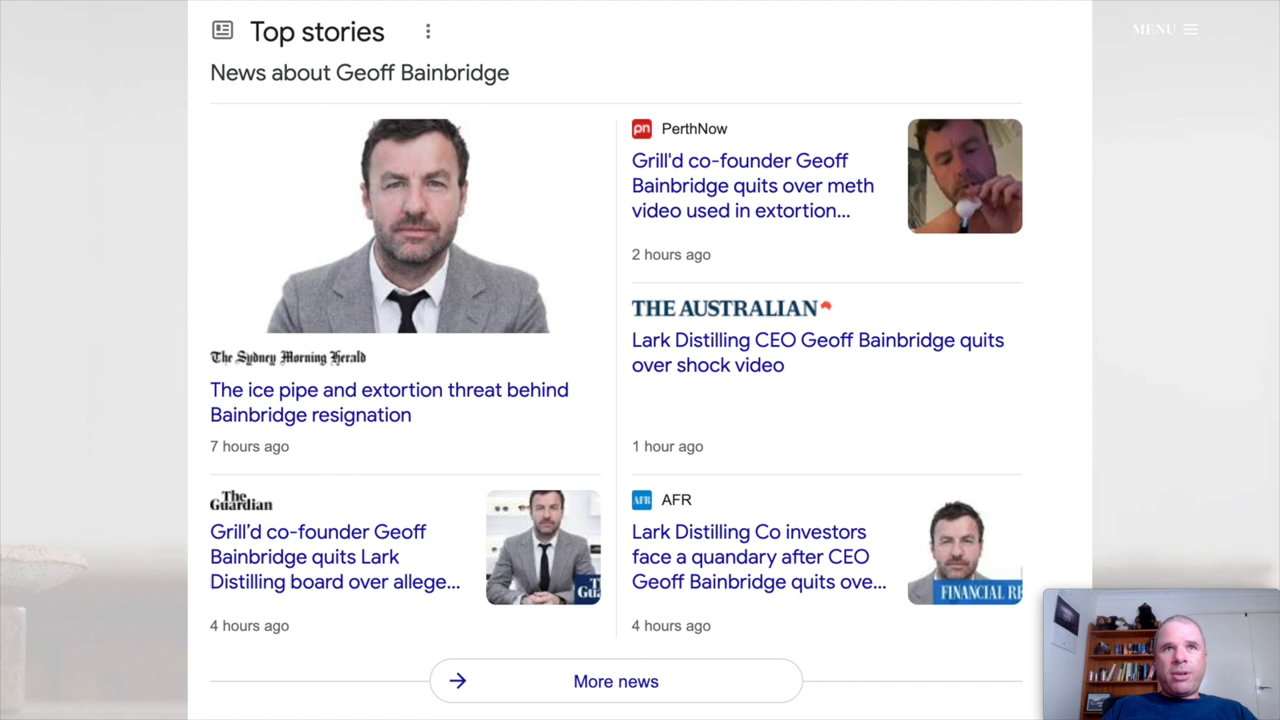 Top stories
MENU
News about Geoff Bainbridge
The Sydney Morning Herald
The ice pipe and extortion threat behind
Bainbridge resignation
7 hours ago
pn PerthNow
Grill'd co-founder Geoff
Bainbridge quits over meth
video used in extortion...
2 hours ago
THE AUSTRALIAN
Lark Distilling CEO Geoff Bainbridge quits
over shock video
1 hour ago
The
Guardian
Grill’d co-founder Geoff
Bainbridge quits Lark
Distilling board over allege...
4 hours ago
AFR AFR
Lark Distilling Co investors
face a quandary after CEO
Geoff Bainbridge quits ove...
FINANCIAL RE
4 hours ago
More news